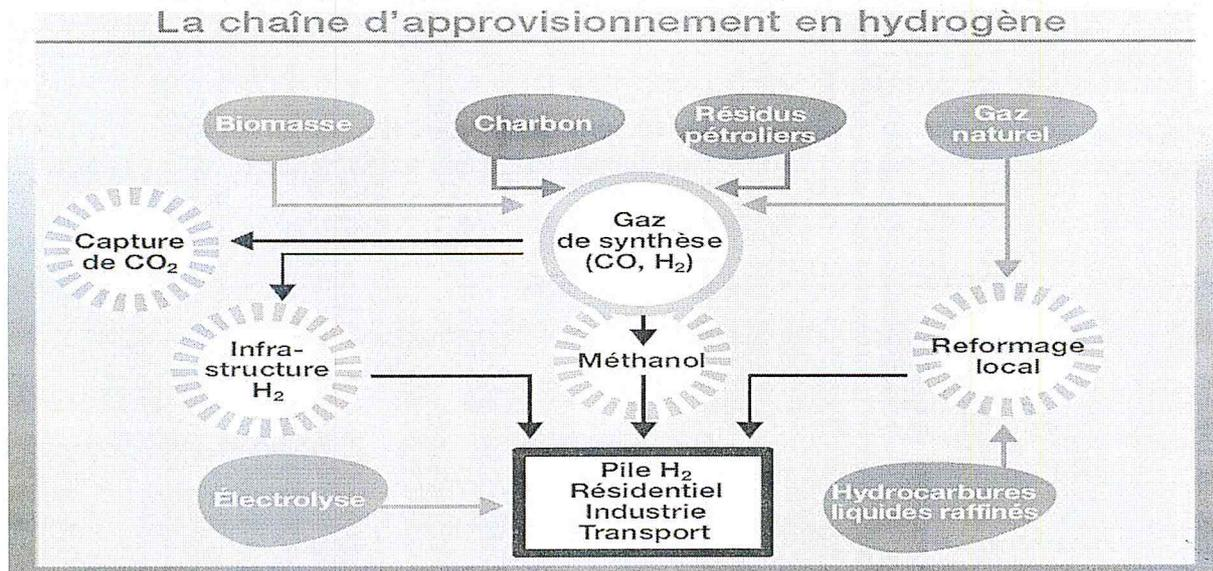 La chaîne d'approvisionnement en hydrogène
Biomasse
Charbon
Résidus
pétroliers
Gaz
naturel
Capture
de CO₂
Gaz
de synthèse
(CO, H₂)
Infra-
structure
H₂
Méthanol
Reformage
local
Électrolyse
Pile H₂
Résidentiel
Industrie
Transport
Hydrocarbures
liquides raffinés